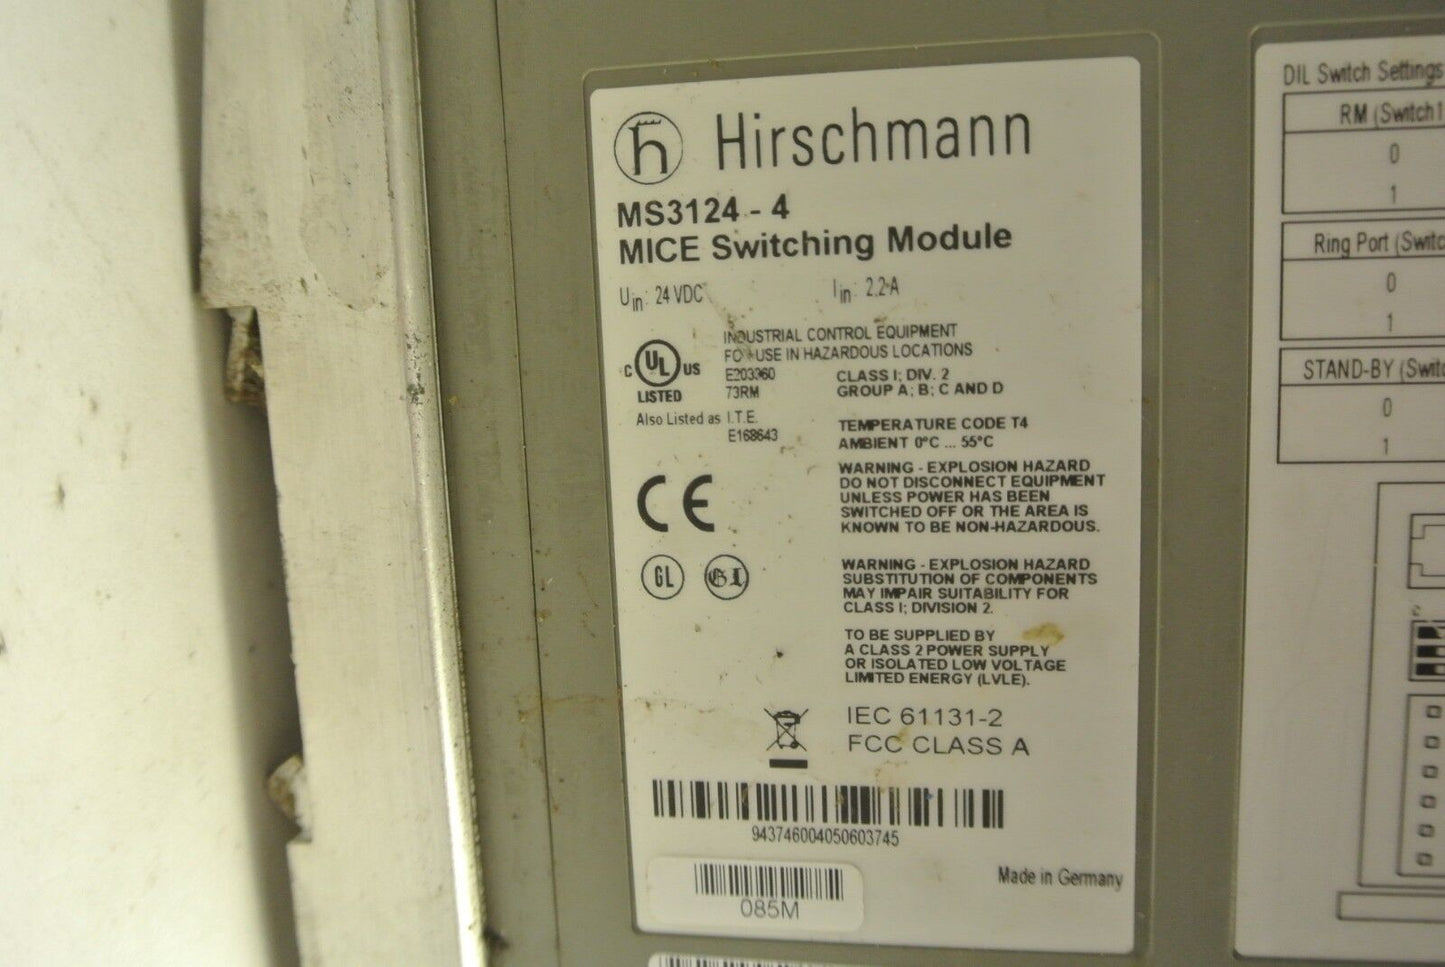 Hirschmann
MS3124 - 4
MICE Switching Module
Uin: 24 VDC Iin: 2.2 A
C UL US
LISTED
INDUSTRIAL CONTROL EQUIPMENT
FOR USE IN HAZARDOUS LOCATIONS
E203960 CLASS I; DIV. 2
73RM GROUP A; B; C AND D
Also Listed as I.T.E.
E168643
TEMPERATURE CODE T4
AMBIENT 0°C ... 55°C
CE
WARNING - EXPLOSION HAZARD
DO NOT DISCONNECT EQUIPMENT
UNLESS POWER HAS BEEN
SWITCHED OFF OR THE AREA IS
KNOWN TO BE NON-HAZARDOUS.
GL
WARNING - EXPLOSION HAZARD
SUBSTITUTION OF COMPONENTS
MAY IMPAIR SUITABILITY FOR
CLASS I; DIVISION 2.
TO BE SUPPLIED BY
A CLASS 2 POWER SUPPLY
OR ISOLATED LOW VOLTAGE
LIMITED ENERGY (LVLE).
IEC 61131-2
FCC CLASS A
943746004050603745
Made in Germany
085M
DIL Switch Settings
RM (Switch1
0
1
Ring Port (Switc
0
1
STAND-BY (Switc
0
1